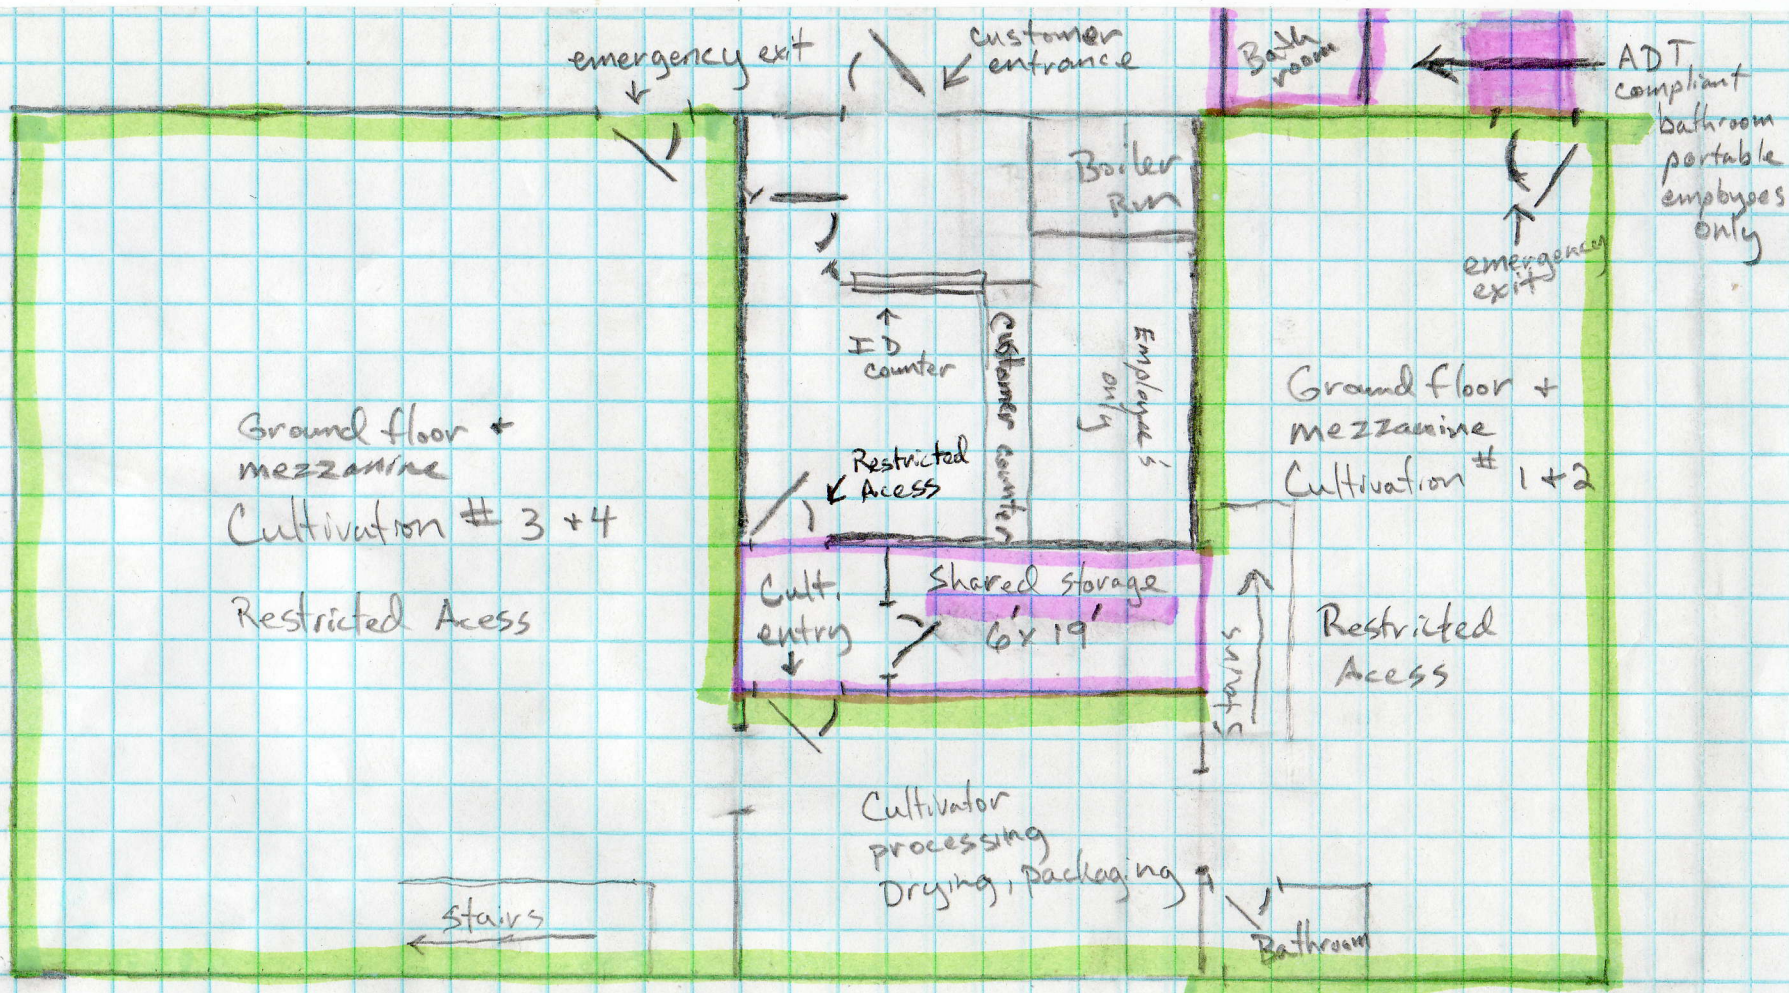 emergency exit
customer
entrance
Bath
room
ADT
compliant
bathroom
portable
employees
only
Boiler
Rm
emergency
exit
ID
counter
Customer counter
Employee's
only
Ground floor +
mezzanine
Cultivation # 3 + 4
Restricted Acess
Restricted
Acess
Ground floor +
mezzanine
Cultivation # 1 + 2
Cult.
entry
Shared storage
6' x 19'
stairs
Restricted
Acess
Cultivator
processing
Drying, packaging
stairs
Bathroom